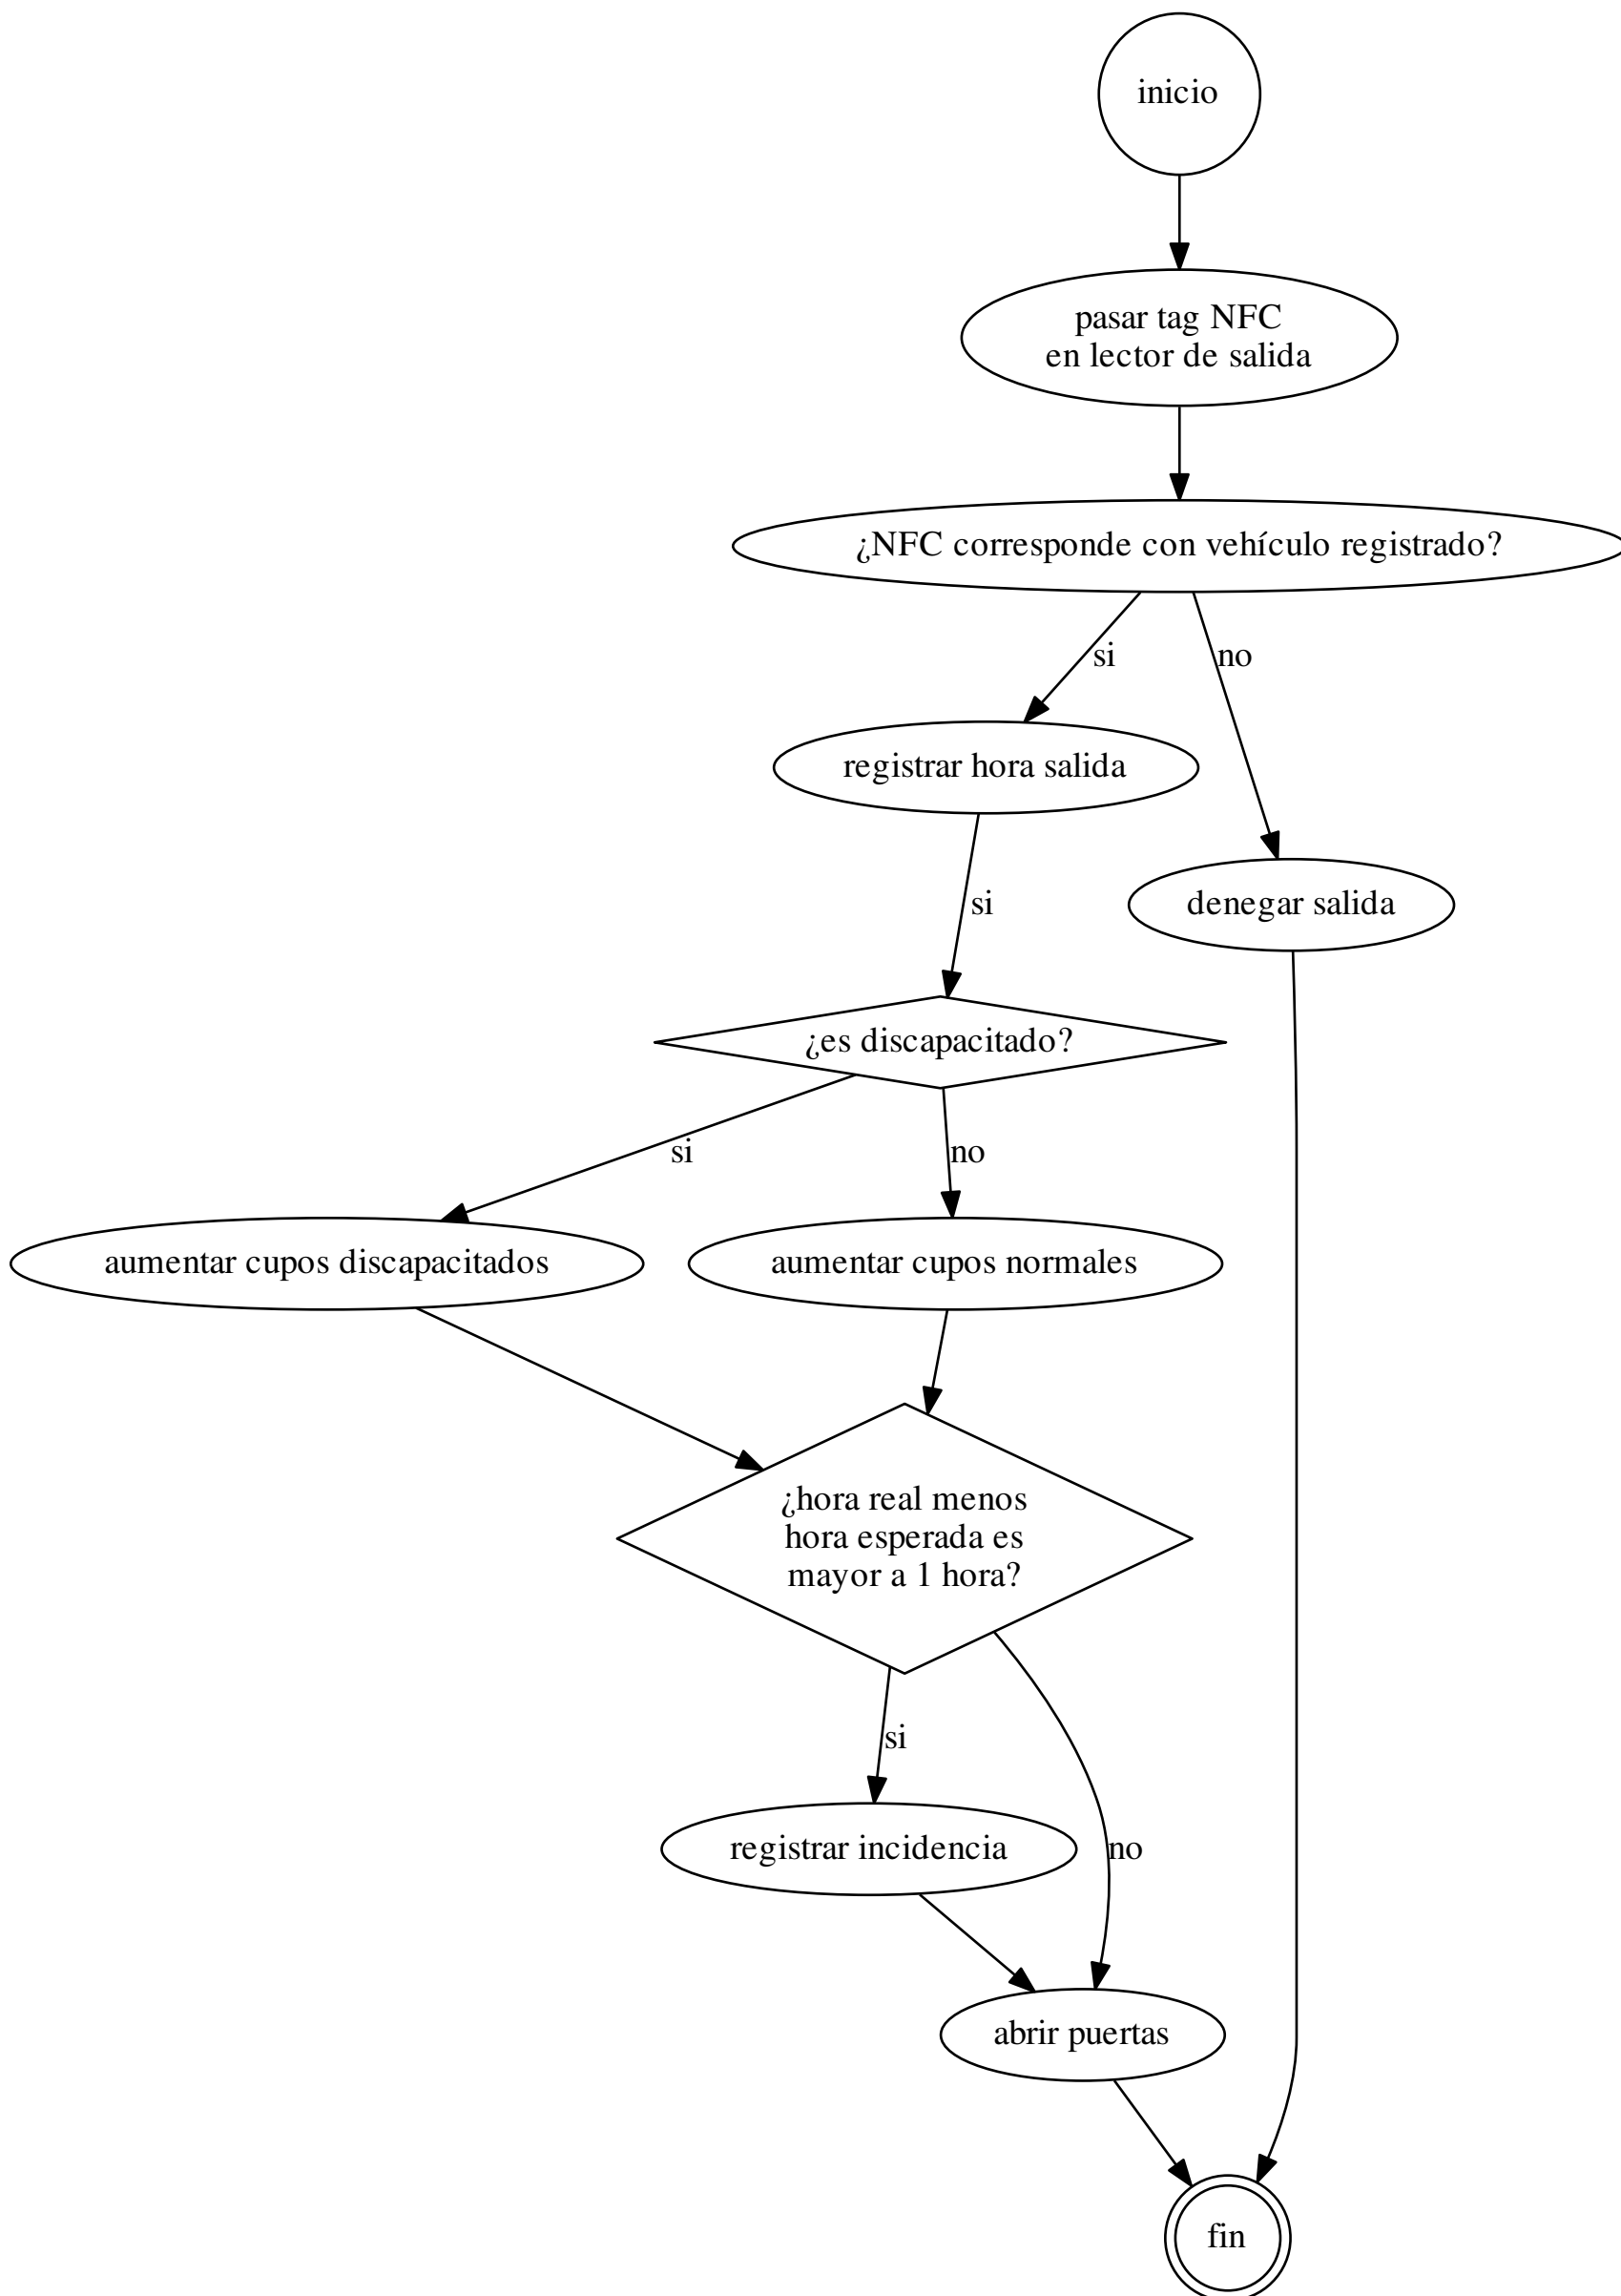 inicio
pasar tag NFC
en lector de salida
¿NFC corresponde con vehículo registrado?
si
no
registrar hora salida
si
denegar salida
¿es discapacitado?
si
no
aumentar cupos discapacitados
aumentar cupos normales
¿hora real menos
hora esperada es
mayor a 1 hora?
si
registrar incidencia
no
abrir puertas
fin